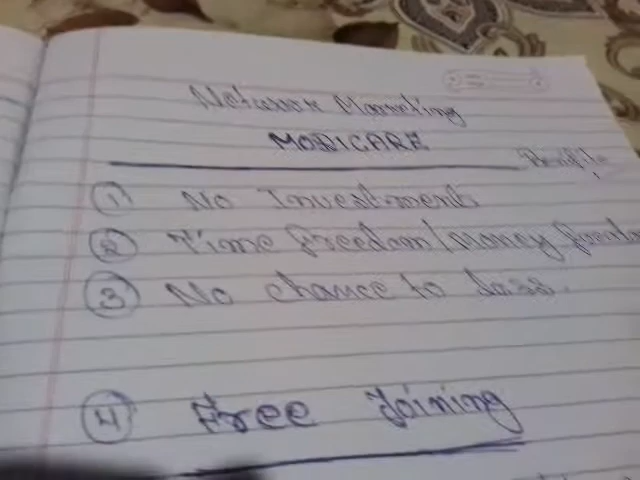 Network Marketing
MODICARE
① No Investment
② Time freedom/money freedom
③ No chance to loss.
④ Free Joining